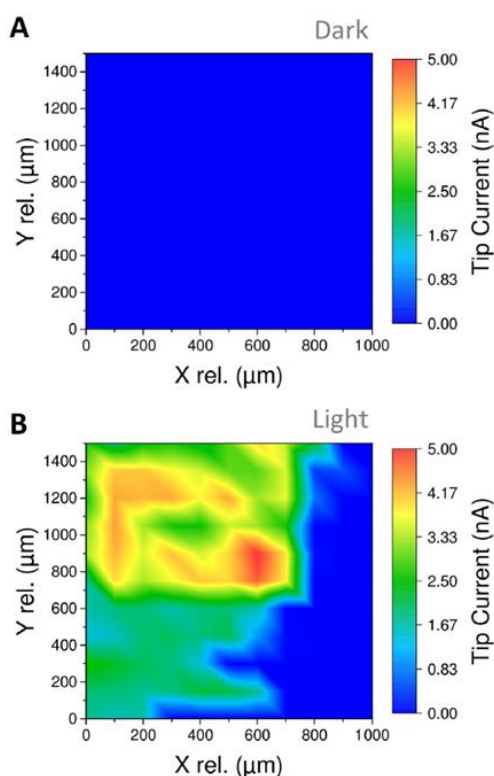 A
Dark
1400
1200
1000
800
600
400
200
0
Y rel. (µm)
0 200 400 600 800 1000
X rel. (µm)
5.00
4.17
3.33
2.50
1.67
0.83
0.00
Tip Current (nA)
B
Light
1400
1200
1000
800
600
400
200
0
Y rel. (µm)
0 200 400 600 800 1000
X rel. (µm)
5.00
4.17
3.33
2.50
1.67
0.83
0.00
Tip Current (nA)